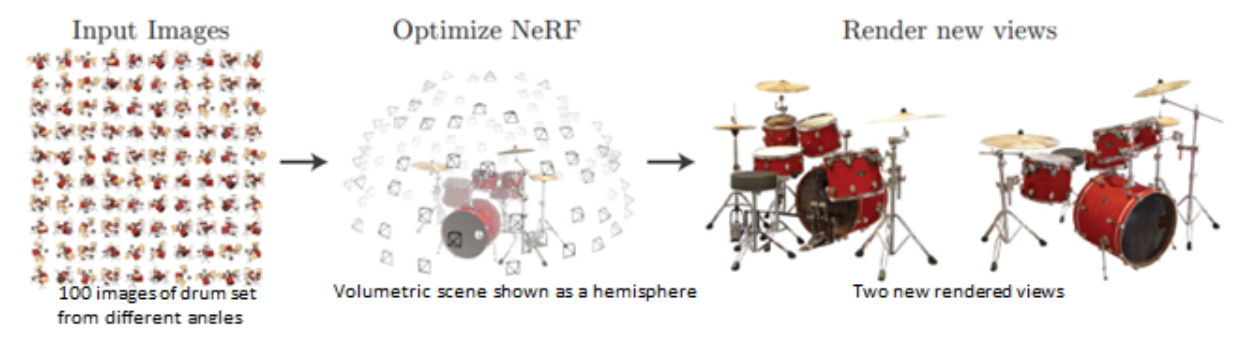 Input Images
Optimize NeRF
Render new views
100 images of drum set
from different angles
Volumetric scene shown as a hemisphere
Two new rendered views